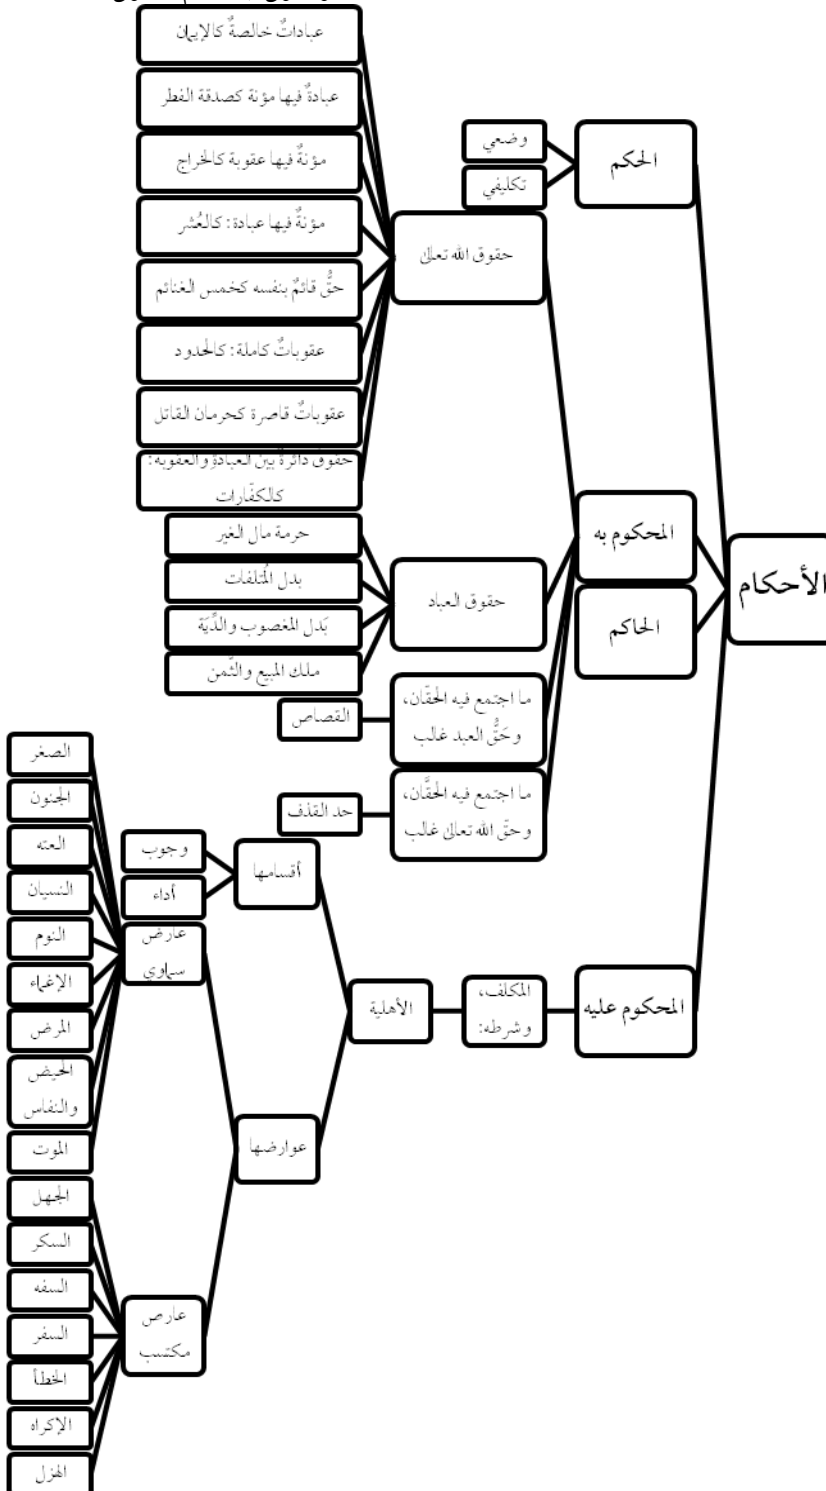 الأحكام
الحكم
وضعي
تكليفي
المحكوم به
حقوق الله تعالى
عباداتٌ خالصةٌ كالإيمان
عبادةٌ فيها مؤنة كصدقة الفطر
مؤنةٌ فيها عقوبة كالخراج
مؤنةٌ فيها عبادة: كالعُشر
حقٌّ قائمٌ بنفسه كخمس الغنائم
عقوباتٌ كاملة: كالحدود
عقوباتٌ قاصرة كحرمان القاتل
حقوق دائرةٌ بين العبادة والعقوبة:
كالكفّارات
حقوق العباد
حرمة مال الغير
بدل المُتلفات
بَدل المغصوب والدِّيَة
ملك المبيع والثّمن
ما اجتمع فيه الحقّان،
وحَقُّ العبد غالب
القصاص
ما اجتمع فيه الحقَّان،
وحقّ الله تعالى غالب
حد القذف
الحاكم
المحكوم عليه
المكلف،
وشرطه:
الأهلية
أقسامها
وجوب
أداء
عوارضها
عارض
سماوي
الصغر
الجنون
العته
النسيان
النوم
الإغماء
المرض
الحيض
والنفاس
الموت
عارص
مكتسب
الجهل
السكر
السفه
السفر
الخطأ
الإكراه
الهزل